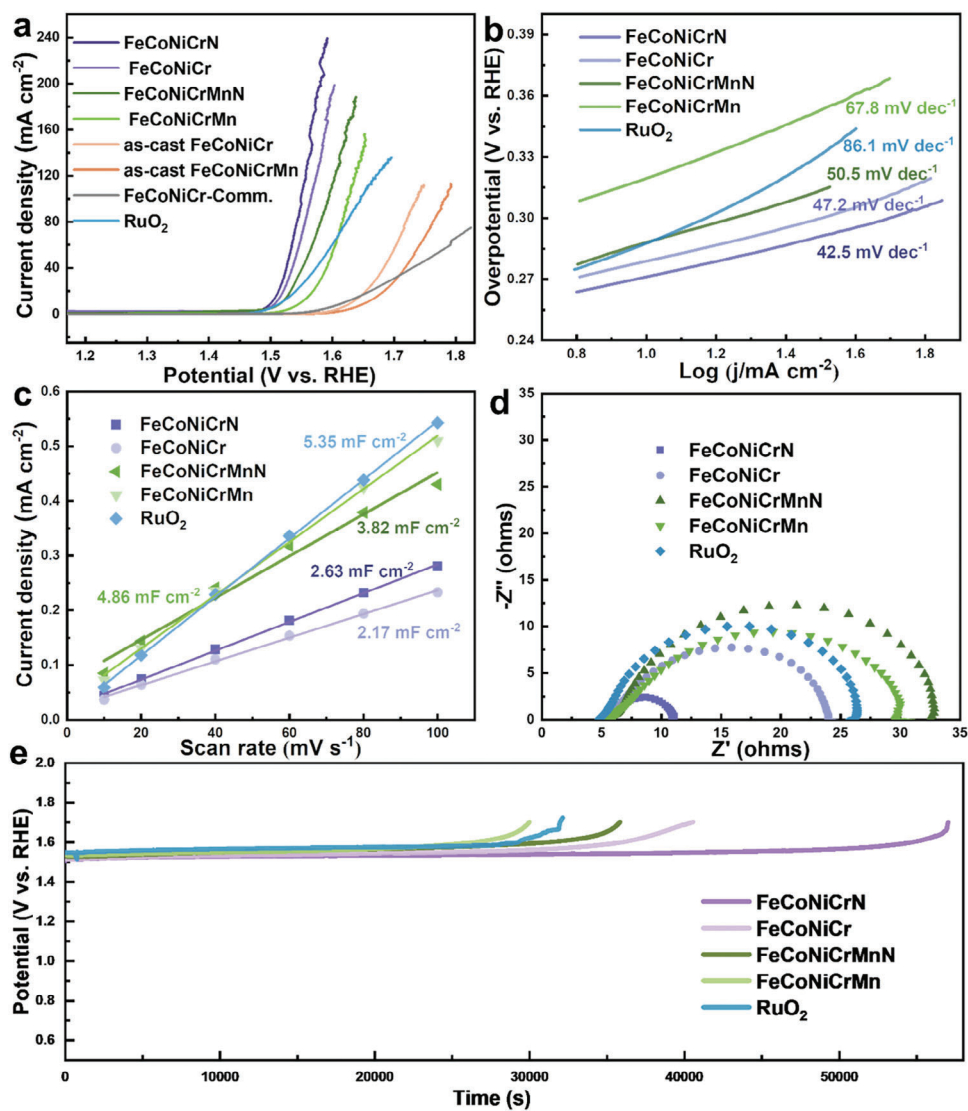 a
240
200
160
120
80
40
0
Current density (mA cm⁻²)
FeCoNiCrN
FeCoNiCr
FeCoNiCrMnN
FeCoNiCrMn
as-cast FeCoNiCr
as-cast FeCoNiCrMn
FeCoNiCr-Comm.
RuO₂
1.2 1.3 1.4 1.5 1.6 1.7 1.8
Potential (V vs. RHE)
b
0.39
0.36
0.33
0.30
0.27
0.24
Overpotential (V vs. RHE)
FeCoNiCrN
FeCoNiCr
FeCoNiCrMnN
FeCoNiCrMn
RuO₂
67.8 mV dec⁻¹
86.1 mV dec⁻¹
50.5 mV dec⁻¹
47.2 mV dec⁻¹
42.5 mV dec⁻¹
0.8 1.0 1.2 1.4 1.6 1.8
Log (j/mA cm⁻²)
c
0.6
0.5
0.4
0.3
0.2
0.1
0.0
Current density (mA cm⁻²)
FeCoNiCrN
FeCoNiCr
FeCoNiCrMnN
FeCoNiCrMn
RuO₂
5.35 mF cm⁻²
3.82 mF cm⁻²
4.86 mF cm⁻²
2.63 mF cm⁻²
2.17 mF cm⁻²
0 20 40 60 80 100
Scan rate (mV s⁻¹)
d
35
30
25
20
15
10
5
0
-Z'' (ohms)
FeCoNiCrN
FeCoNiCr
FeCoNiCrMnN
FeCoNiCrMn
RuO₂
0 5 10 15 20 25 30 35
Z' (ohms)
e
2.0
1.8
1.6
1.4
1.2
1.0
0.8
0.6
Potential (V vs. RHE)
FeCoNiCrN
FeCoNiCr
FeCoNiCrMnN
FeCoNiCrMn
RuO₂
0 10000 20000 30000 40000 50000
Time (s)